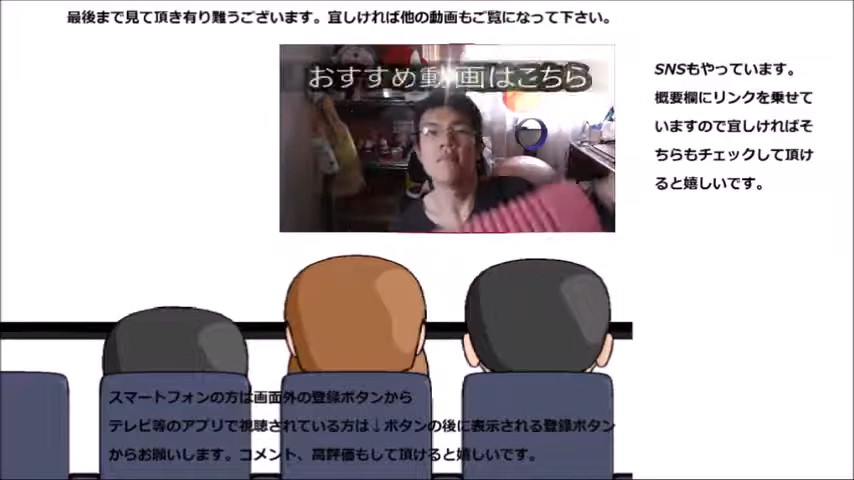 最後まで見て頂き有り難うございます。宜しければ他の動画もご覧になって下さい。
おすすめ動画はこちら
SNSもやっています。
概要欄にリンクを乗せて
いますので宜しければそ
ちらもチェックして頂け
ると嬉しいです。
スマートフォンの方は画面外の登録ボタンから
テレビ等のアプリで視聴されている方は↓ボタンの後に表示される登録ボタン
からお願いします。コメント、高評価もして頂けると嬉しいです。